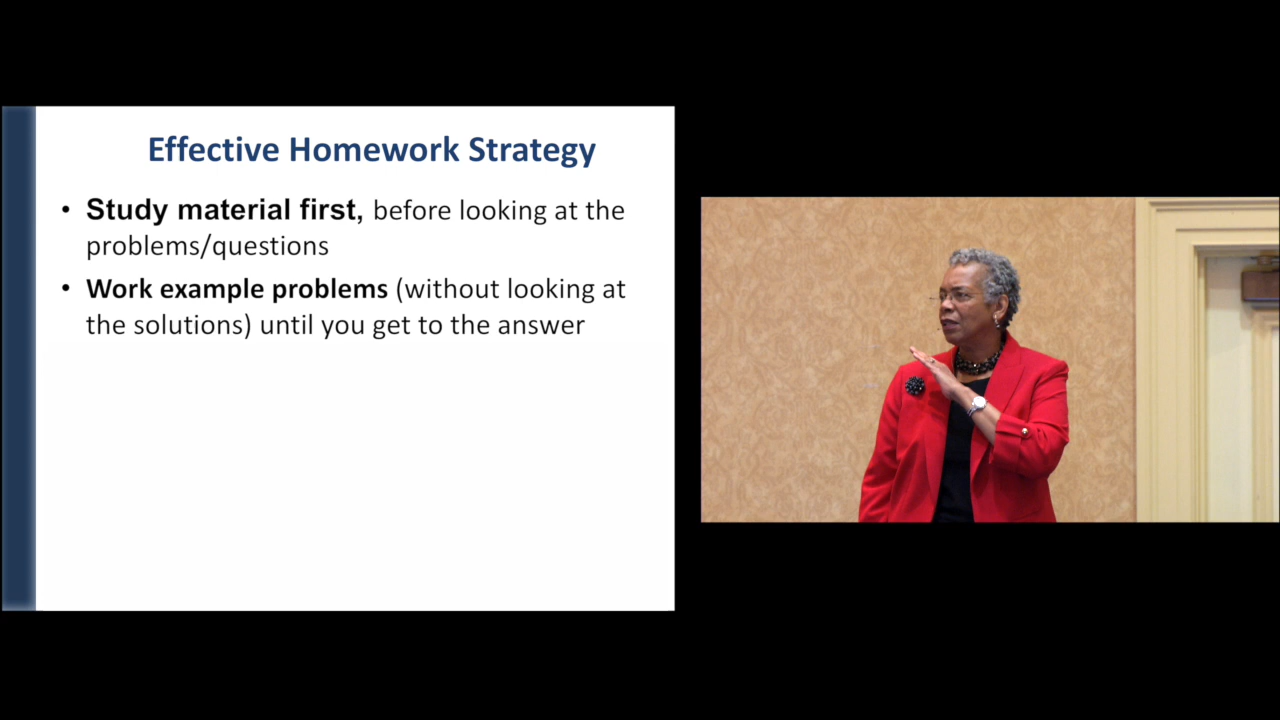 Effective Homework Strategy
• Study material first, before looking at the
problems/questions
• Work example problems (without looking at
the solutions) until you get to the answer